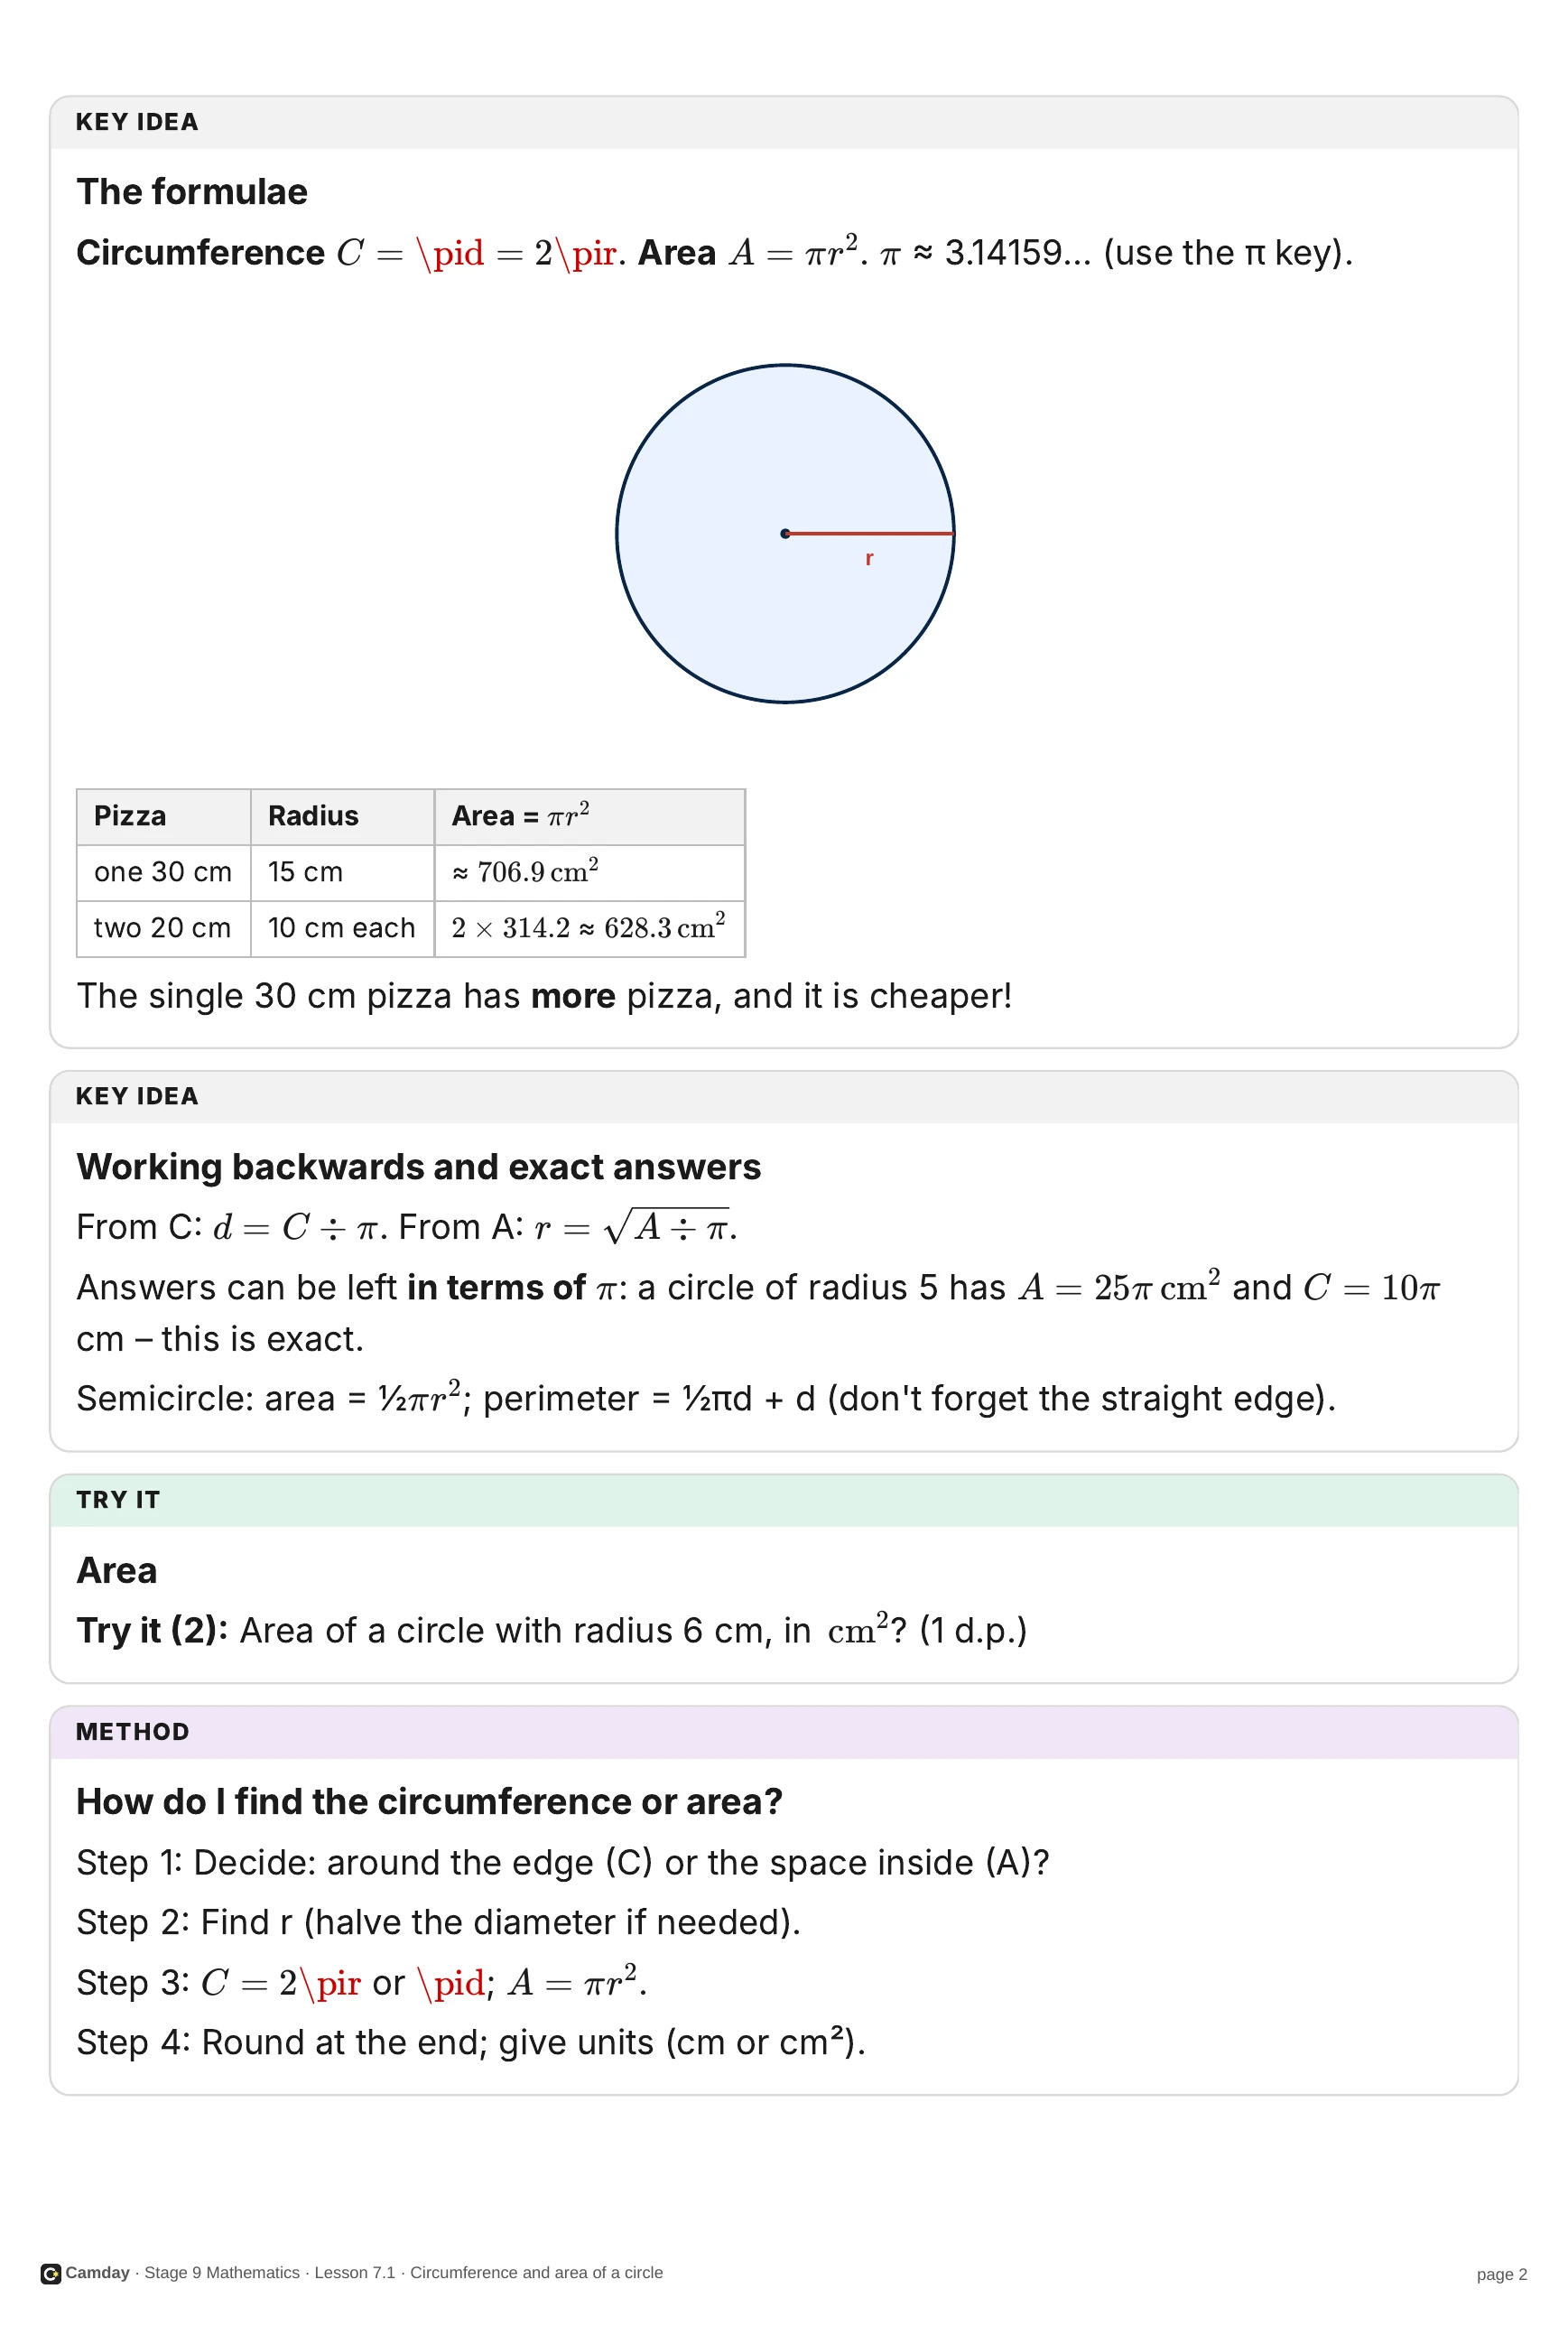 KEY IDEA
The formulae
Circumference C = \pid = 2\pir. Area A = πr². π ≈ 3.14159... (use the π key).
r
Pizza Radius Area = πr²
one 30 cm 15 cm ≈ 706.9 cm²
two 20 cm 10 cm each 2 × 314.2 ≈ 628.3 cm²
The single 30 cm pizza has more pizza, and it is cheaper!
KEY IDEA
Working backwards and exact answers
From C: d = C ÷ π. From A: r = √(A ÷ π).
Answers can be left in terms of π: a circle of radius 5 has A = 25π cm² and C = 10π
cm – this is exact.
Semicircle: area = ½πr²; perimeter = ½πd + d (don't forget the straight edge).
TRY IT
Area
Try it (2): Area of a circle with radius 6 cm, in cm²? (1 d.p.)
METHOD
How do I find the circumference or area?
Step 1: Decide: around the edge (C) or the space inside (A)?
Step 2: Find r (halve the diameter if needed).
Step 3: C = 2\pir or \pid; A = πr².
Step 4: Round at the end; give units (cm or cm²).
Camday · Stage 9 Mathematics · Lesson 7.1 · Circumference and area of a circle
page 2